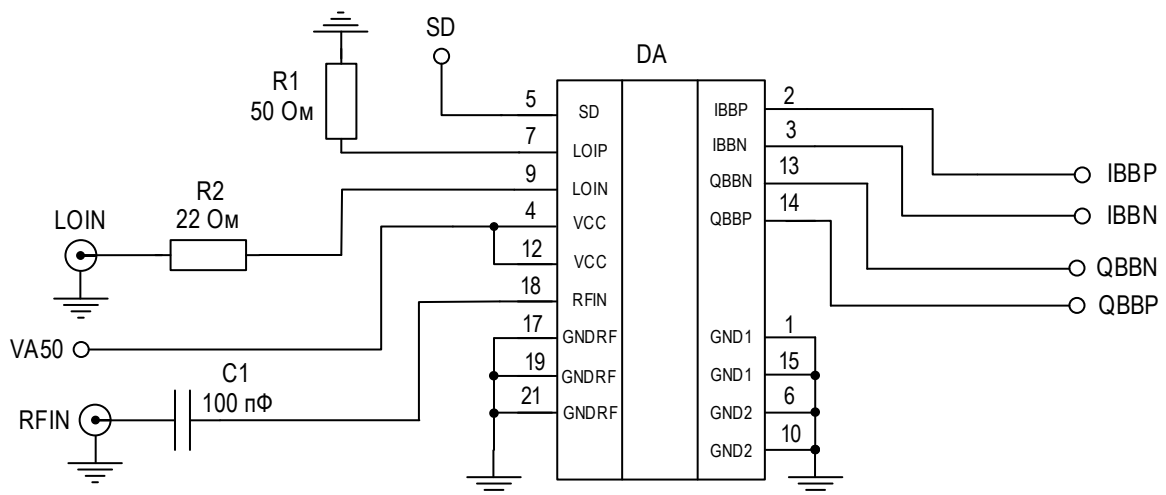 SD
DA
R1
50 Ом
5
SD
IBBP
2
7
LOIP
IBBN
3
9
LOIN
QBBN
13
4
VCC
QBBP
14
12
VCC
18
RFIN
17
GNDRF
GND1
1
19
GNDRF
GND1
15
21
GNDRF
GND2
6
GND2
10
R2
22 Ом
LOIN
VA50
C1
100 пФ
RFIN
IBBP
IBBN
QBBN
QBBP